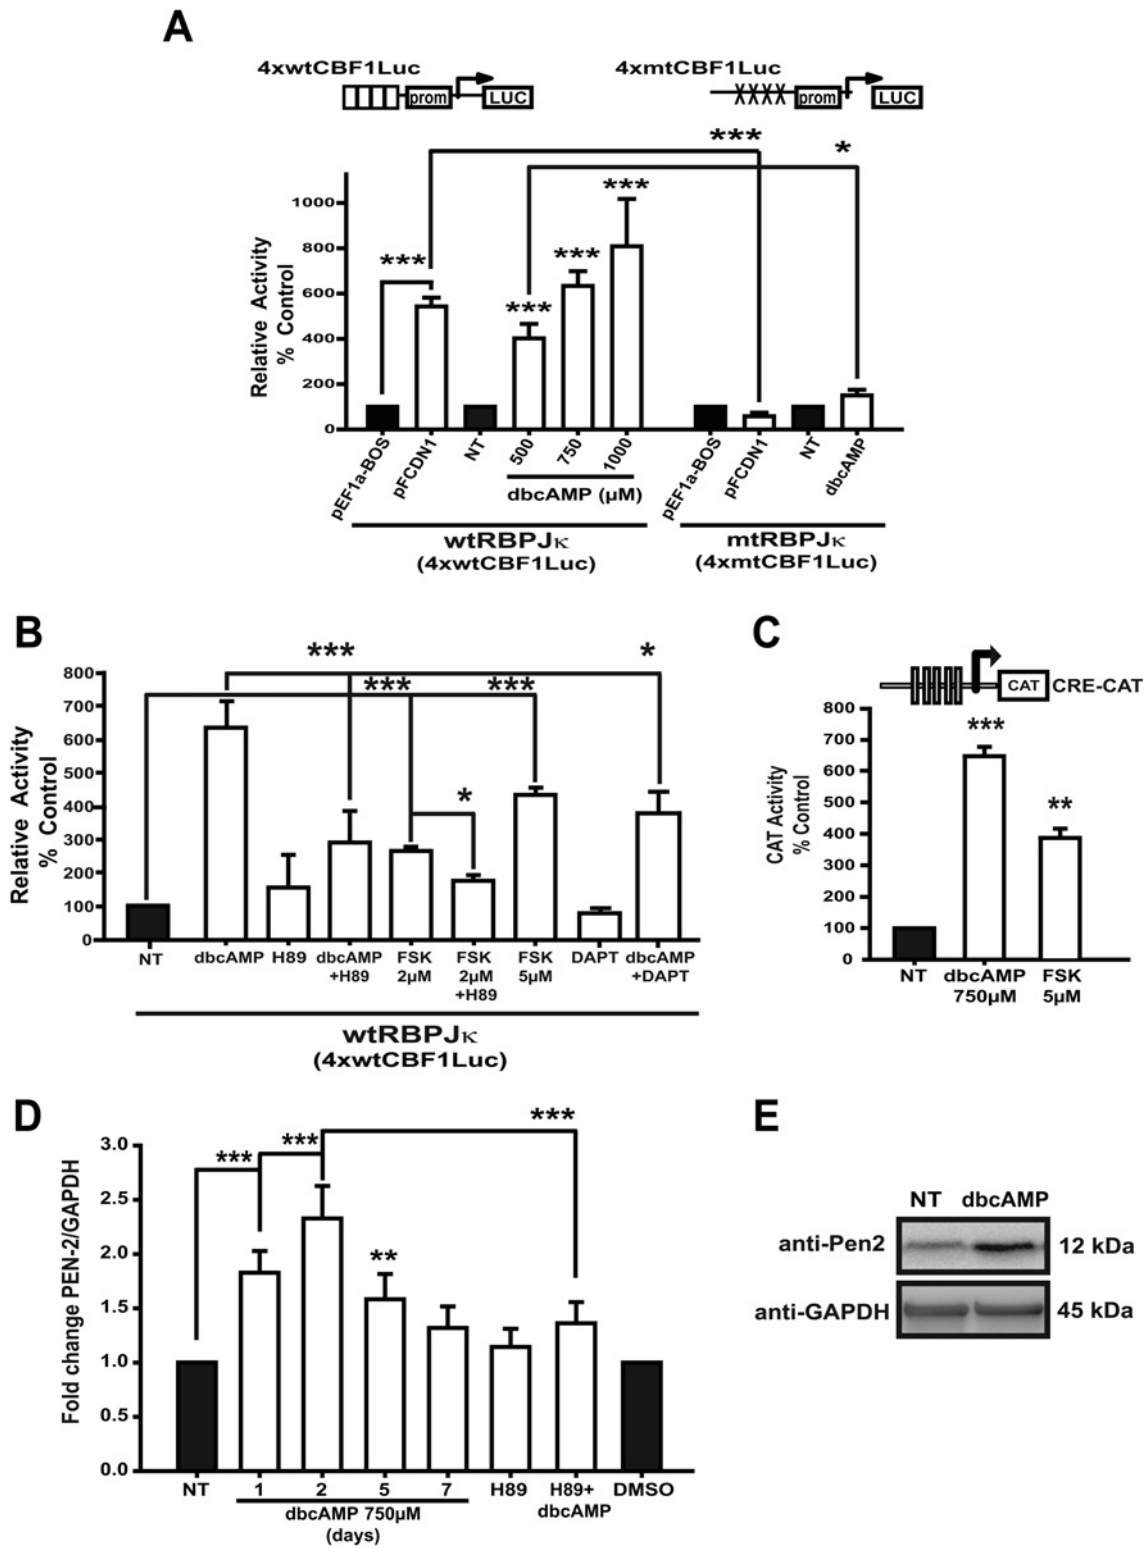 A
4xwtCBF1Luc
4xmtCBF1Luc
prom
LUC
prom
LUC
***
*
***
***
***
***
Relative Activity
% Control
1000
800
600
400
200
0
pEF1a-BOS
pFCDN1
NT
500
750
1000
pEF1a-BOS
pFCDN1
NT
dbcAMP
dbcAMP (µM)
wtRBPJκ
(4xwtCBF1Luc)
mtRBPJκ
(4xmtCBF1Luc)
B
***
*
***
***
*
Relative Activity
% Control
800
700
600
500
400
300
200
100
0
NT
dbcAMP
H89
dbcAMP
+H89
FSK
2µM
FSK
2µM
+H89
FSK
5µM
DAPT
dbcAMP
+DAPT
wtRBPJκ
(4xwtCBF1Luc)
C
CAT
CRE-CAT
***
**
CAT Activity
% Control
800
700
600
500
400
300
200
100
0
NT
dbcAMP
750µM
FSK
5µM
D
***
***
***
**
Fold change PEN-2/GAPDH
3.0
2.5
2.0
1.5
1.0
0.5
0.0
NT
1
2
5
7
H89
H89+
dbcAMP
DMSO
dbcAMP 750µM
(days)
E
NT dbcAMP
anti-Pen2 12 kDa
anti-GAPDH 45 kDa